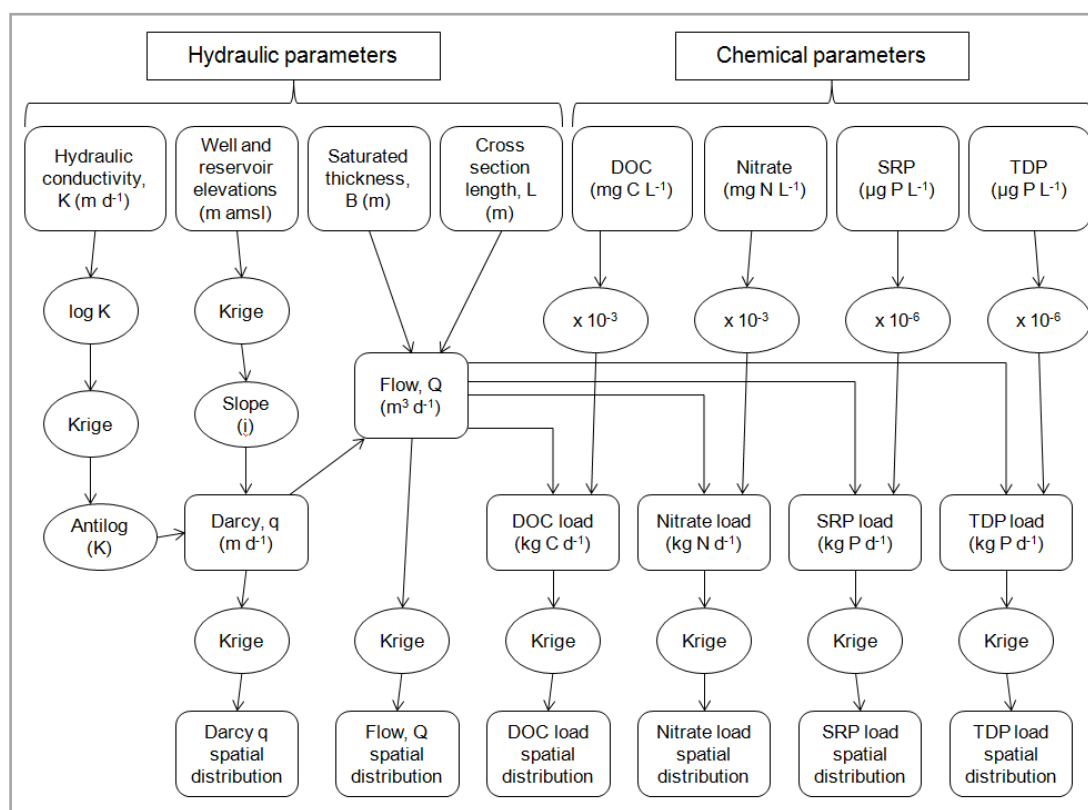 Hydraulic parameters
Chemical parameters
Hydraulic
conductivity,
K (m d⁻¹)
Well and
reservoir
elevations
(m amsl)
Saturated
thickness,
B (m)
Cross
section
length, L
(m)
DOC
(mg C L⁻¹)
Nitrate
(mg N L⁻¹)
SRP
(µg P L⁻¹)
TDP
(µg P L⁻¹)
log K
Krige
x 10⁻³
x 10⁻³
x 10⁻⁶
x 10⁻⁶
Flow, Q
(m³ d⁻¹)
Krige
Slope
(i)
Antilog
(K)
Darcy, q
(m d⁻¹)
DOC load
(kg C d⁻¹)
Nitrate load
(kg N d⁻¹)
SRP load
(kg P d⁻¹)
TDP load
(kg P d⁻¹)
Krige
Krige
Krige
Krige
Krige
Krige
Darcy q
spatial
distribution
Flow, Q
spatial
distribution
DOC load
spatial
distribution
Nitrate load
spatial
distribution
SRP load
spatial
distribution
TDP load
spatial
distribution